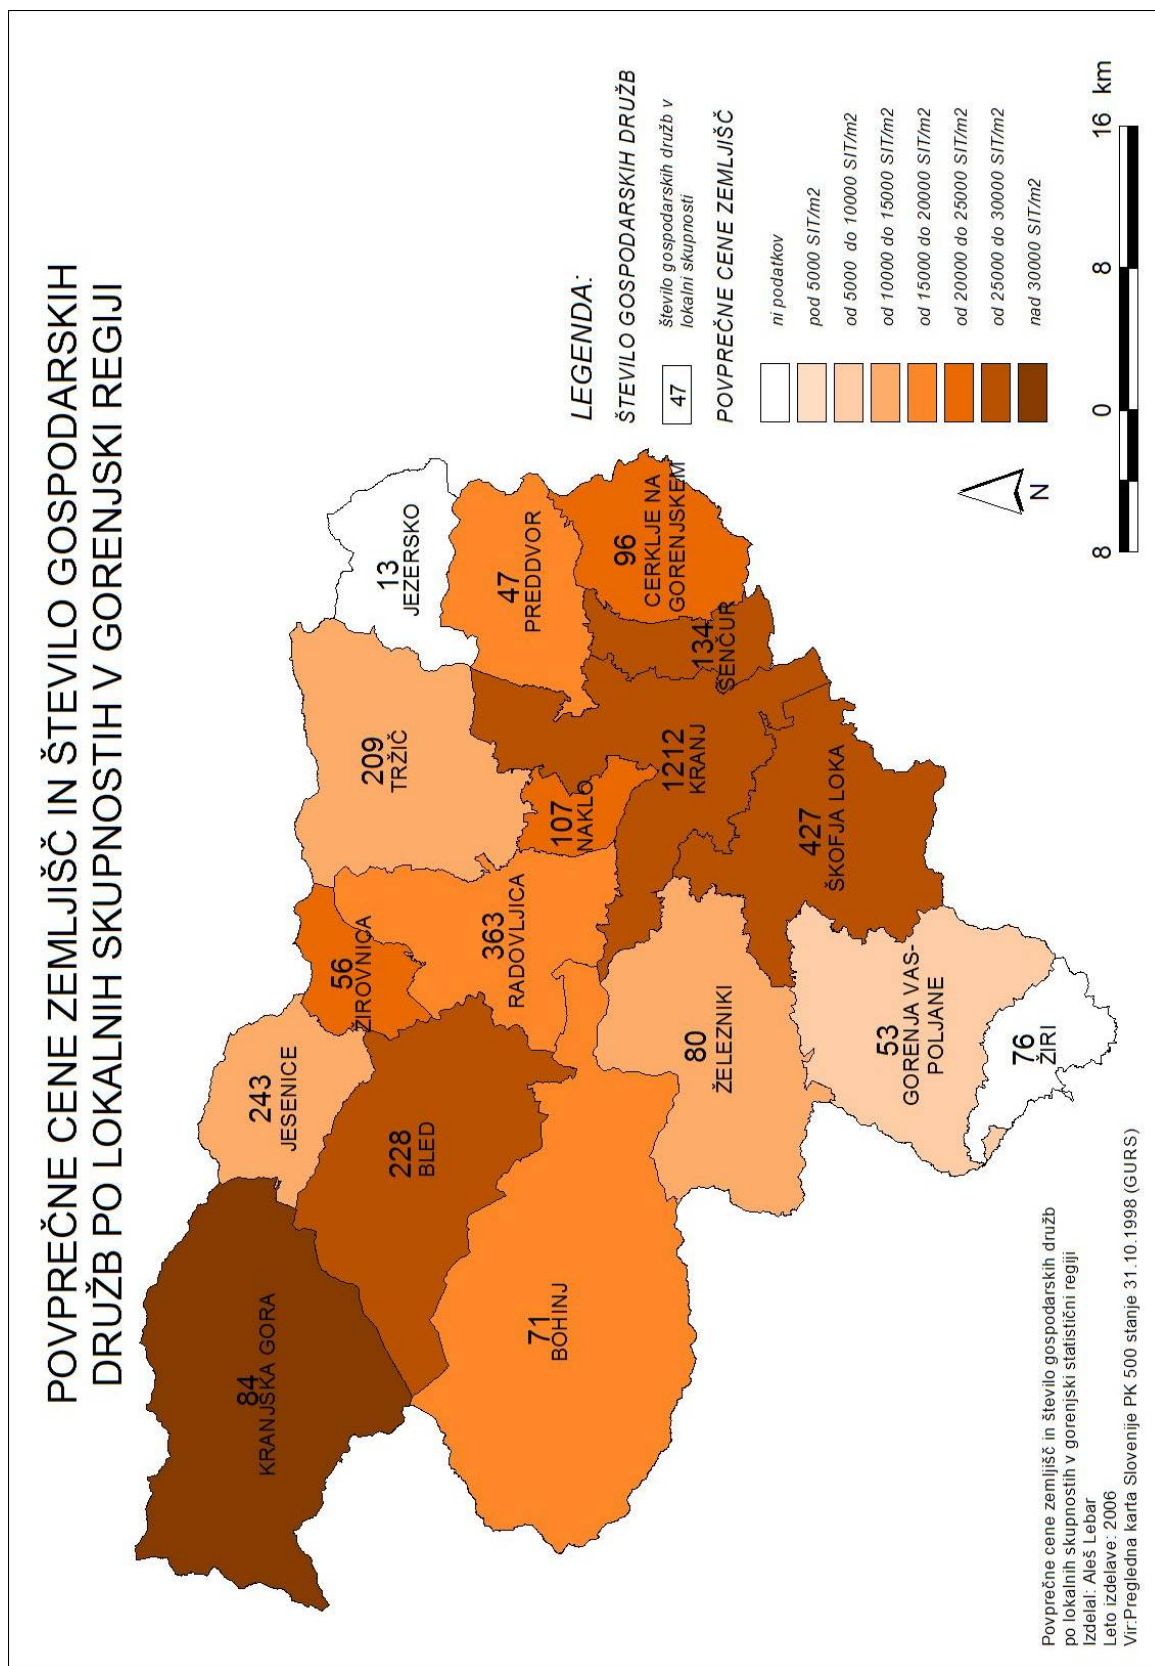 POVPREČNE CENE ZEMLJIŠČ IN ŠTEVILO GOSPODARSKIH
DRUŽB PO LOKALNIH SKUPNOSTIH V GORENJSKI REGIJI
84
KRANJSKA GORA
243
JESENICE
56
ŽIROVNICA
209
TRŽIČ
13
JEZERSKO
228
BLED
363
RADOVLJICA
47
PREDDVOR
71
BOHINJ
107
NAKLO
96
CERKLJE NA
GORENJSKEM
80
ŽELEZNIKI
1212
KRANJ
134
ŠENČUR
427
ŠKOFJA LOKA
53
GORENJA VAS-
POLJANE
76
ŽIRI
LEGENDA:
ŠTEVILO GOSPODARSKIH DRUŽB
47
število gospodarskih družb v
lokalni skupnosti
POVPREČNE CENE ZEMLJIŠČ
ni podatkov
pod 5000 SIT/m2
od 5000 do 10000 SIT/m2
od 10000 do 15000 SIT/m2
od 15000 do 20000 SIT/m2
od 20000 do 25000 SIT/m2
od 25000 do 30000 SIT/m2
nad 30000 SIT/m2
N
8 0 8 16 km
Povprečne cene zemljišč in število gospodarskih družb
po lokalnih skupnostih v gorenjski statistični regiji
Izdelal: Aleš Lebar
Leto izdelave: 2006
Vir:Pregledna karta Slovenije PK 500 stanje 31.10.1998 (GURS)